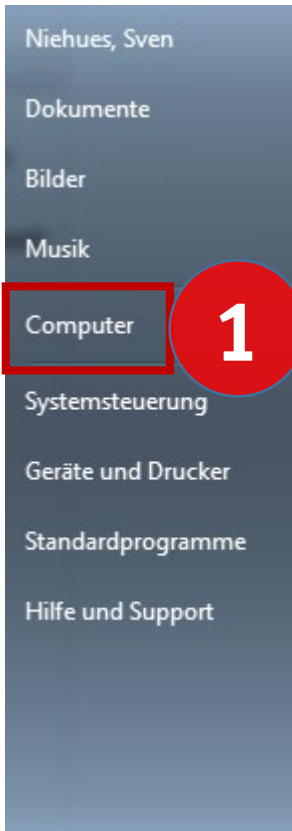 Niehues, Sven
Dokumente
Bilder
Musik
Computer
1
Systemsteuerung
Geräte und Drucker
Standardprogramme
Hilfe und Support